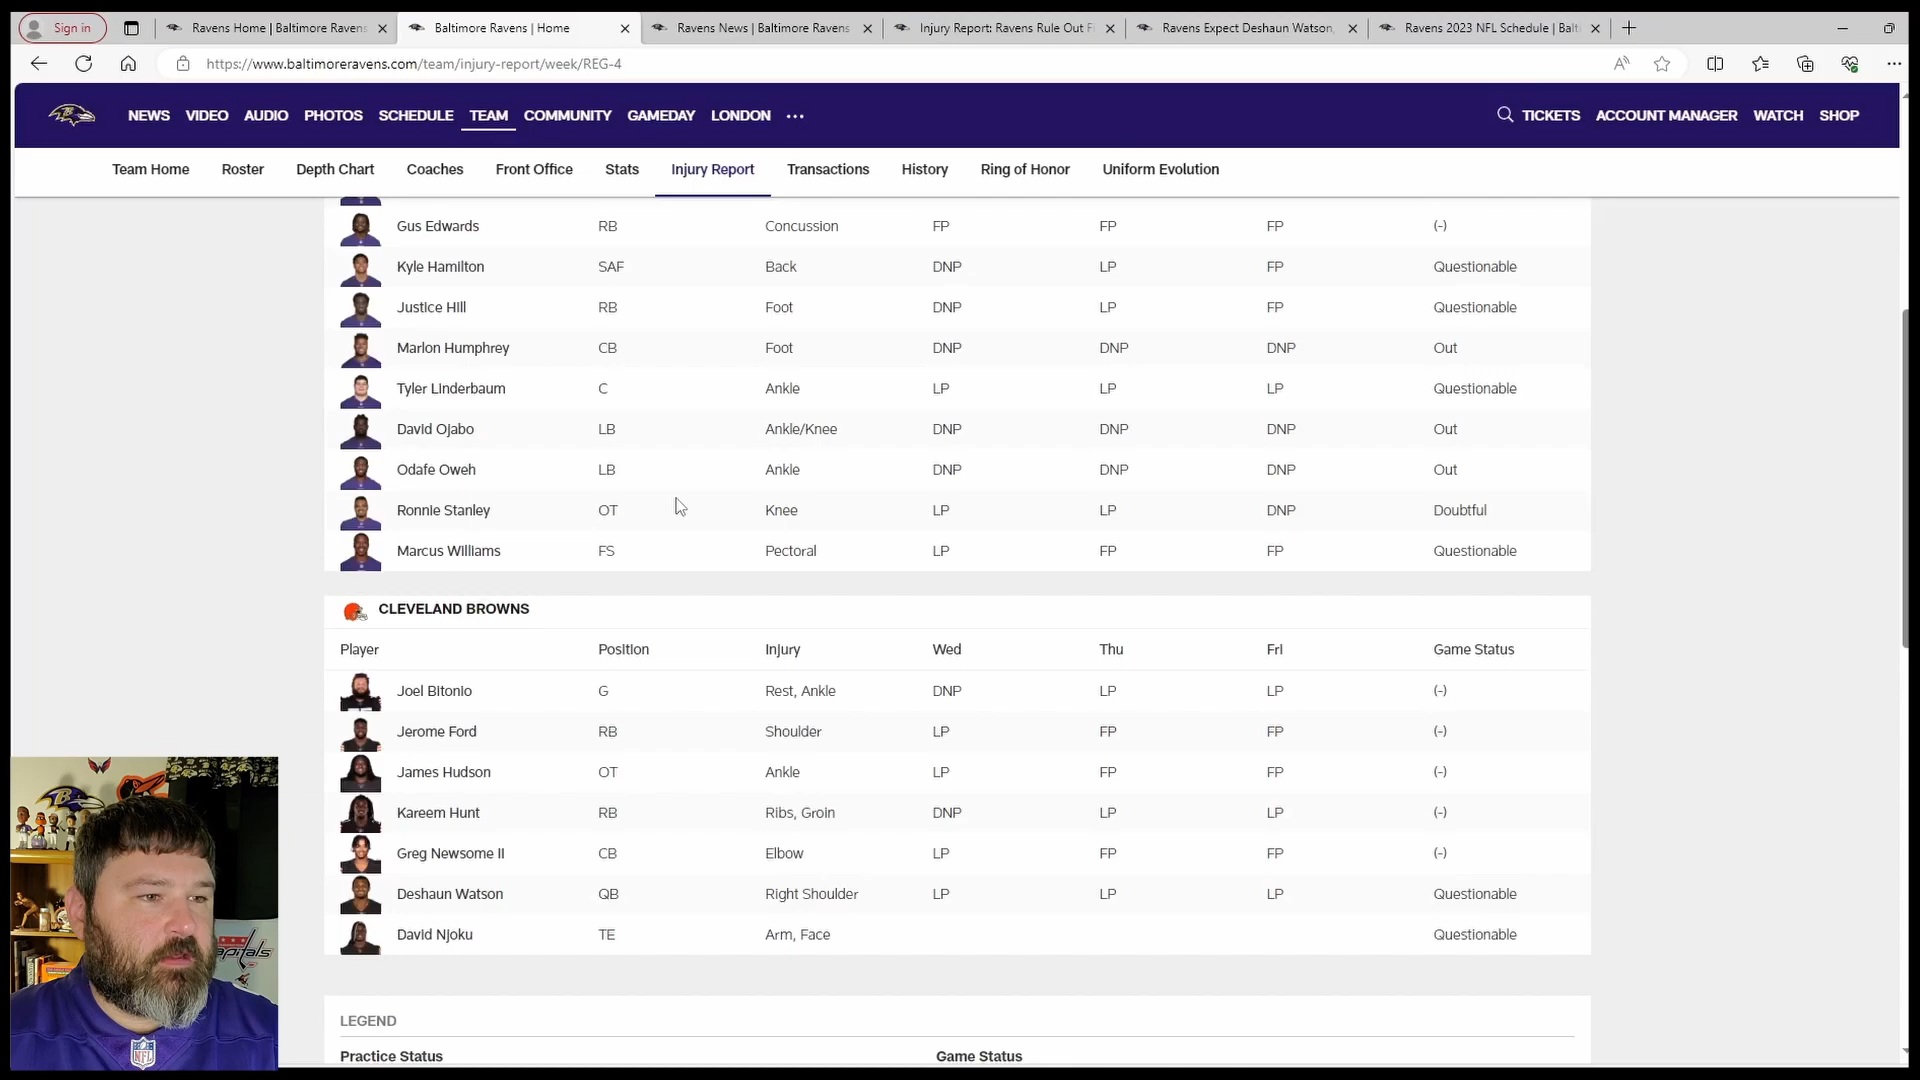 Sign in
Ravens Home | Baltimore Ravens
Baltimore Ravens | Home
Ravens News | Baltimore Ravens
Injury Report: Ravens Rule Out Fi
Ravens Expect Deshaun Watson,
Ravens 2023 NFL Schedule | Balt
https://www.baltimoreravens.com/team/injury-report/week/REG-4
NEWS VIDEO AUDIO PHOTOS SCHEDULE TEAM COMMUNITY GAMEDAY LONDON ... TICKETS ACCOUNT MANAGER WATCH SHOP
Team Home Roster Depth Chart Coaches Front Office Stats Injury Report Transactions History Ring of Honor Uniform Evolution
Gus Edwards RB Concussion FP FP FP (-)
Kyle Hamilton SAF Back DNP LP FP Questionable
Justice Hill RB Foot DNP LP FP Questionable
Marlon Humphrey CB Foot DNP DNP DNP Out
Tyler Linderbaum C Ankle LP LP LP Questionable
David Ojabo LB Ankle/Knee DNP DNP DNP Out
Odafe Oweh LB Ankle DNP DNP DNP Out
Ronnie Stanley OT Knee LP LP DNP Doubtful
Marcus Williams FS Pectoral LP FP FP Questionable
CLEVELAND BROWNS
Player Position Injury Wed Thu Fri Game Status
Joel Bitonio G Rest, Ankle DNP LP LP (-)
Jerome Ford RB Shoulder LP FP FP (-)
James Hudson OT Ankle LP FP FP (-)
Kareem Hunt RB Ribs, Groin DNP LP LP (-)
Greg Newsome II CB Elbow LP FP FP (-)
Deshaun Watson QB Right Shoulder LP LP LP Questionable
David Njoku TE Arm, Face Questionable
LEGEND
Practice Status Game Status
capitals
NFL